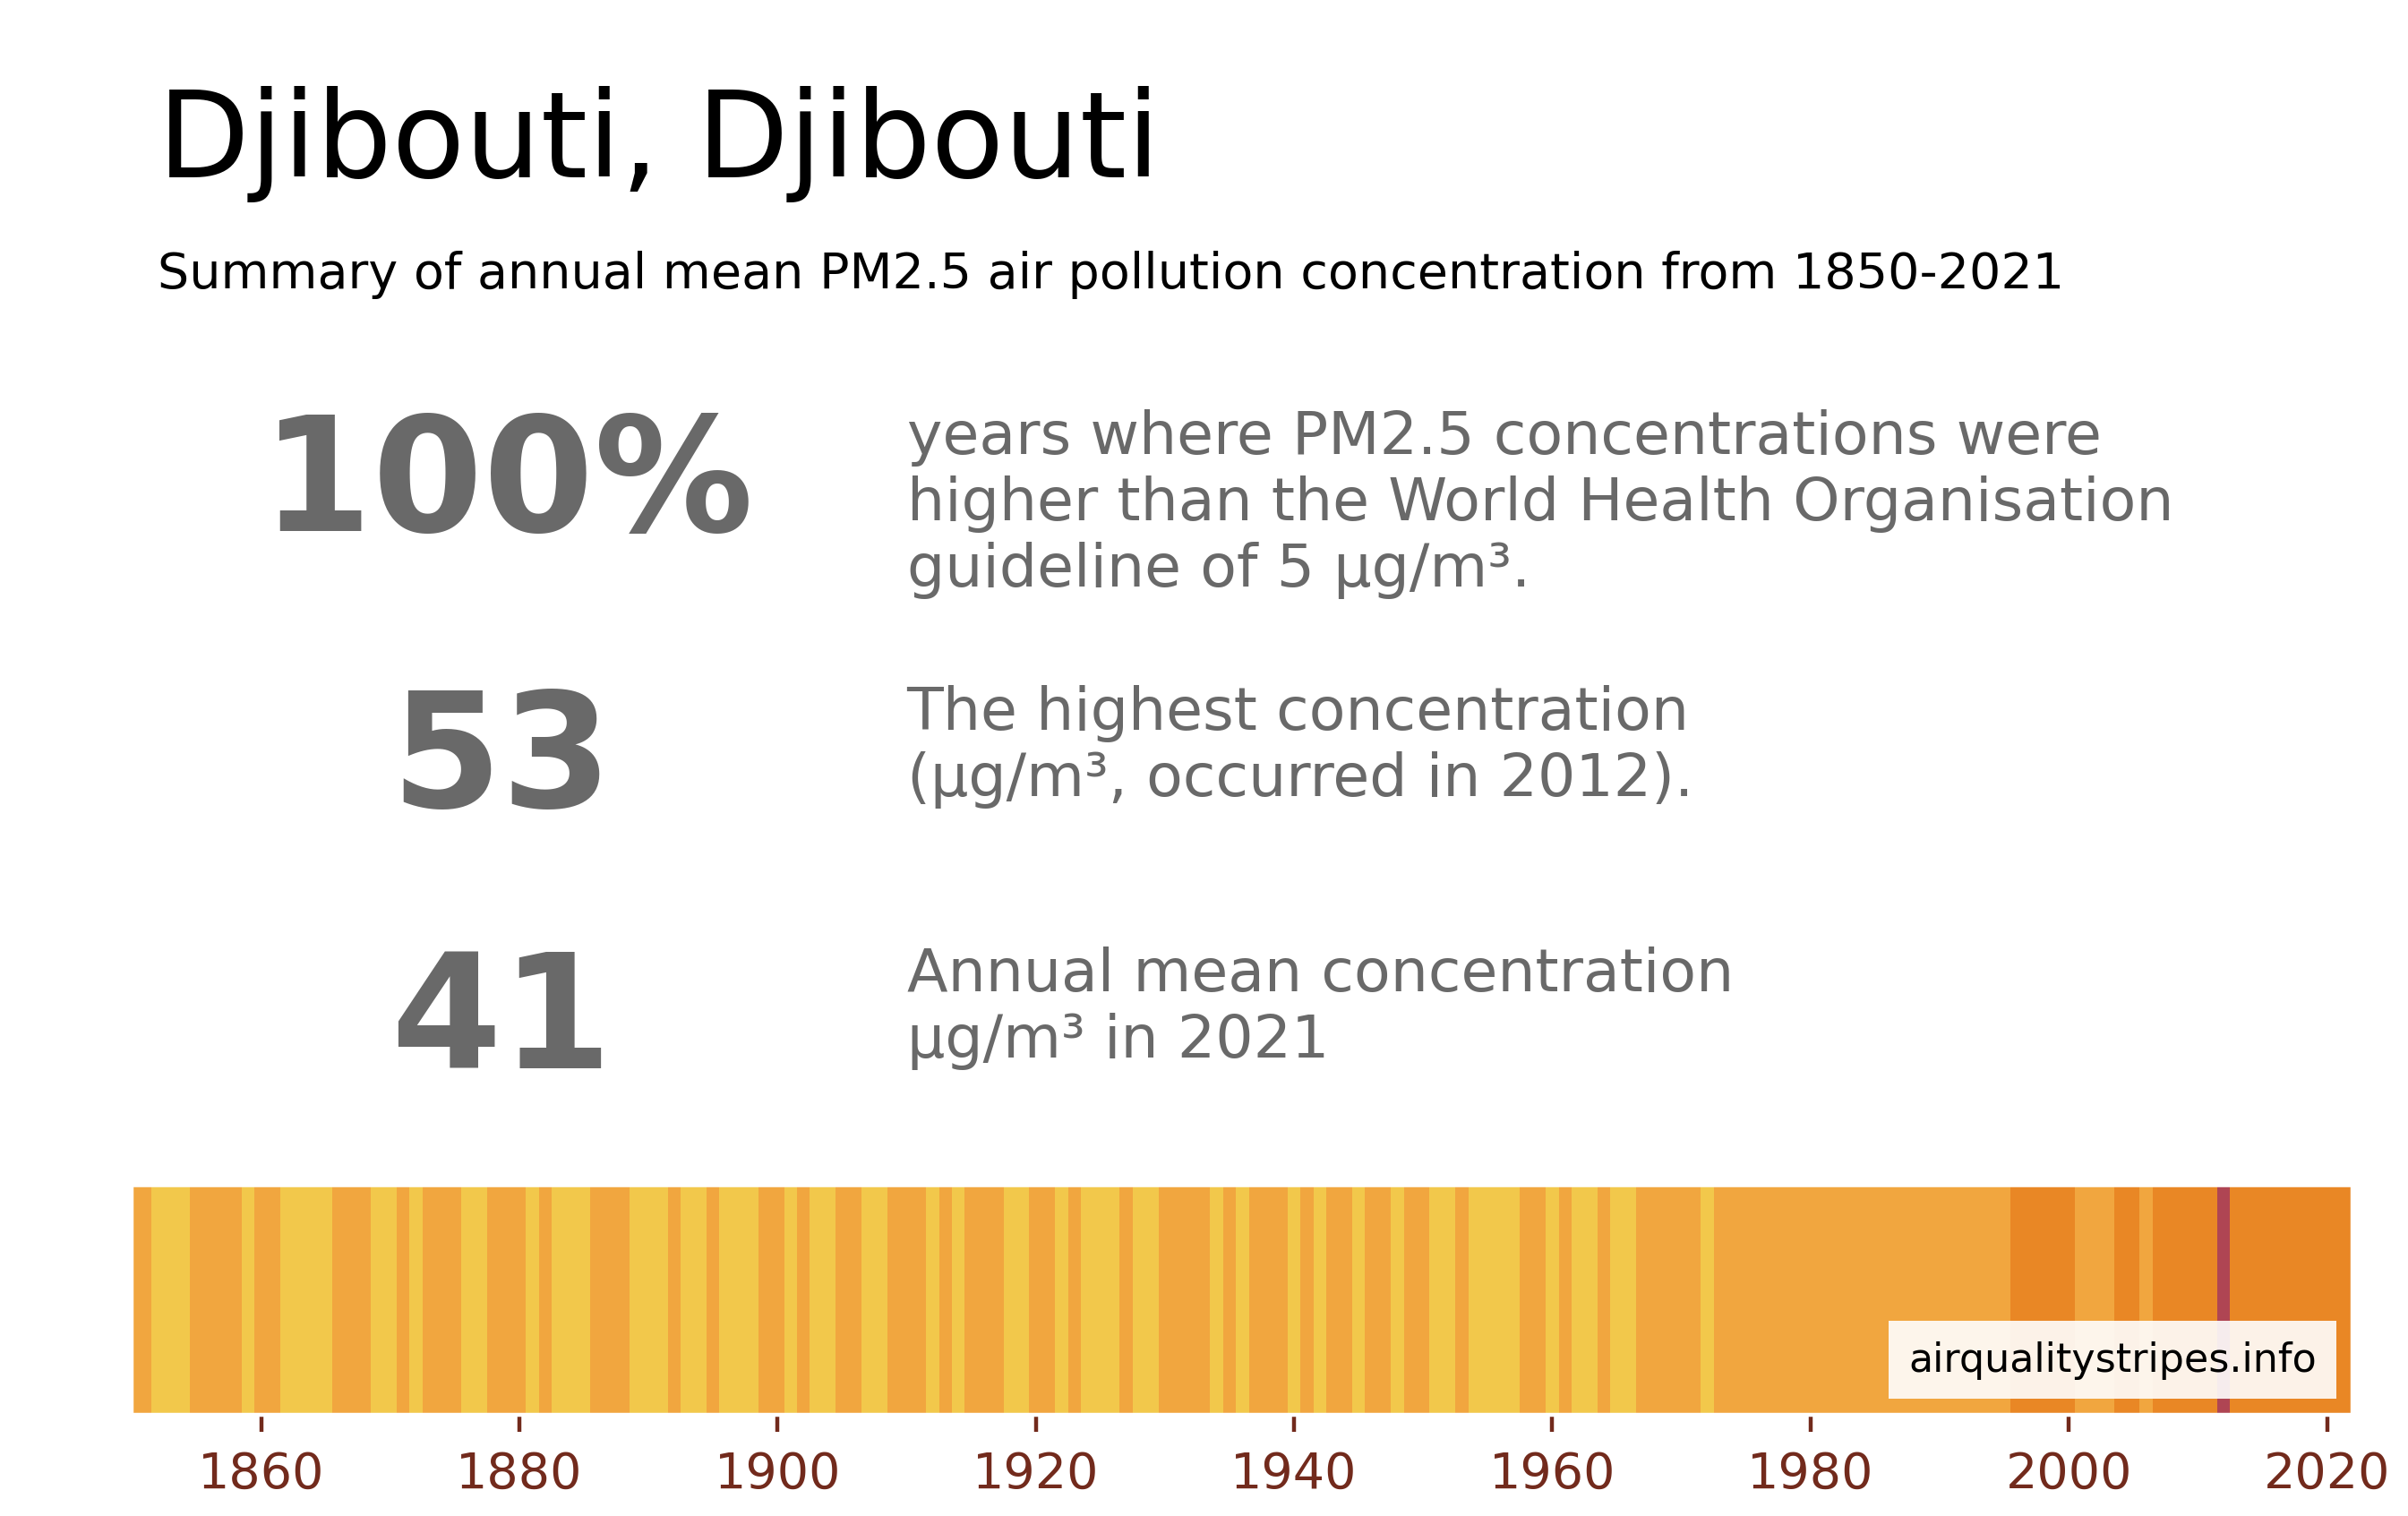 Djibouti, Djibouti
Summary of annual mean PM2.5 air pollution concentration from 1850-2021
100%
years where PM2.5 concentrations were
higher than the World Health Organisation
guideline of 5 µg/m³.
53
The highest concentration
(µg/m³, occurred in 2012).
41
Annual mean concentration
µg/m³ in 2021
airqualitystripes.info
1860 1880 1900 1920 1940 1960 1980 2000 2020